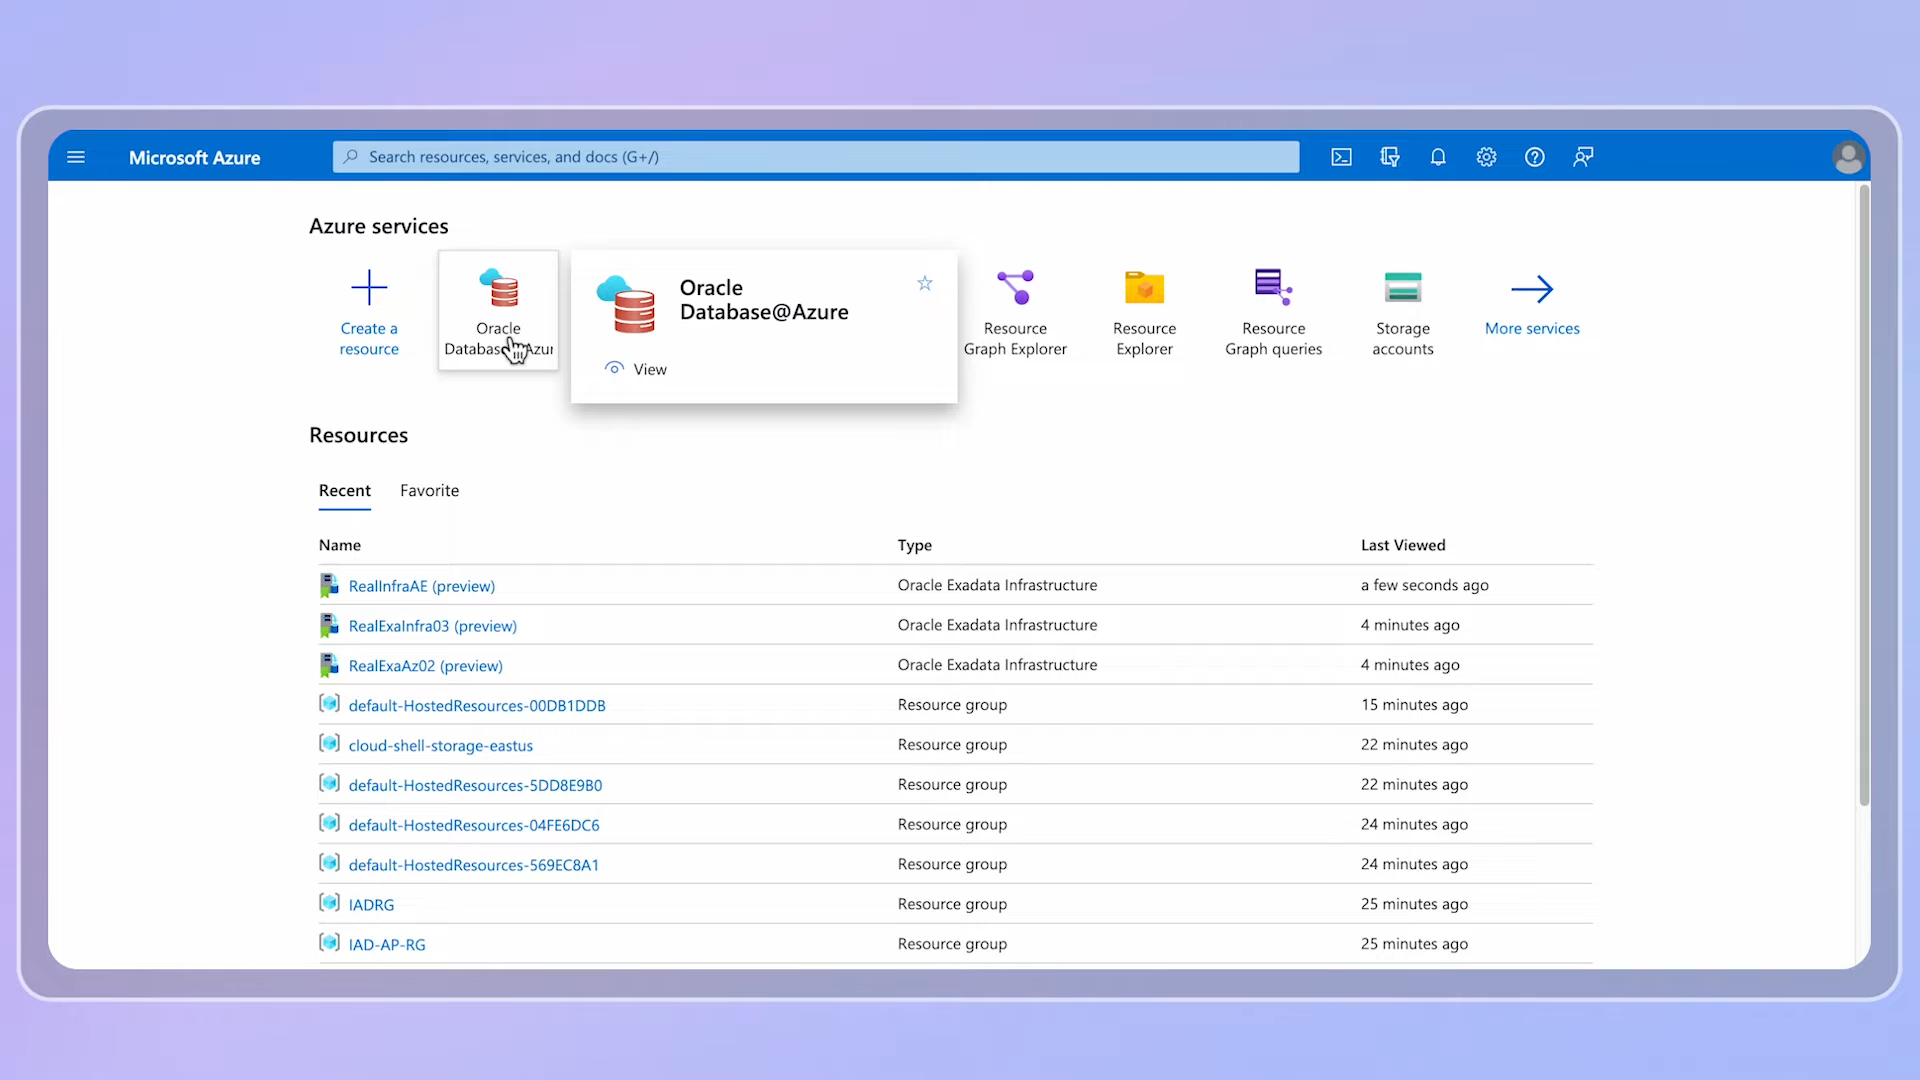 Microsoft Azure
Search resources, services, and docs (G+/)
Azure services
Create a
resource
Oracle
Databas Azur
Oracle
Database@Azure
View
Resource
Graph Explorer
Resource
Explorer
Resource
Graph queries
Storage
accounts
More services
Resources
Recent Favorite
Name Type Last Viewed
RealInfraAE (preview) Oracle Exadata Infrastructure a few seconds ago
RealExaInfra03 (preview) Oracle Exadata Infrastructure 4 minutes ago
RealExaAz02 (preview) Oracle Exadata Infrastructure 4 minutes ago
default-HostedResources-00DB1DDB Resource group 15 minutes ago
cloud-shell-storage-eastus Resource group 22 minutes ago
default-HostedResources-5DD8E9B0 Resource group 22 minutes ago
default-HostedResources-04FE6DC6 Resource group 24 minutes ago
default-HostedResources-569EC8A1 Resource group 24 minutes ago
IADRG Resource group 25 minutes ago
IAD-AP-RG Resource group 25 minutes ago